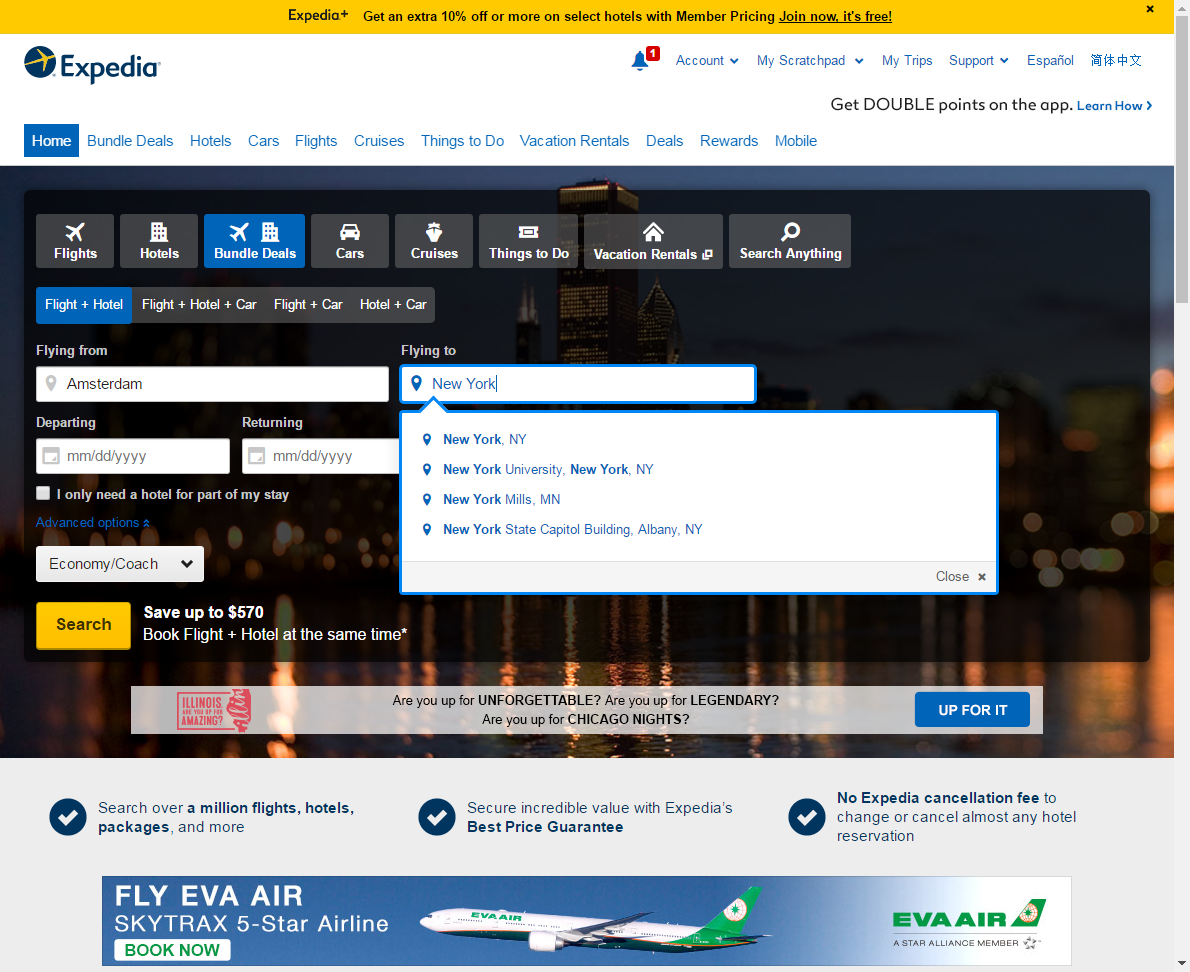 Expedia+ Get an extra 10% off or more on select hotels with Member Pricing Join now, it's free!
Expedia
1
Account
My Scratchpad
My Trips
Support
Español
简体中文
Get DOUBLE points on the app. Learn How
Home
Bundle Deals
Hotels
Cars
Flights
Cruises
Things to Do
Vacation Rentals
Deals
Rewards
Mobile
Flights
Hotels
Bundle Deals
Cars
Cruises
Things to Do
Vacation Rentals
Search Anything
Flight + Hotel
Flight + Hotel + Car
Flight + Car
Hotel + Car
Flying from
Flying to
Amsterdam
New York
Departing
Returning
mm/dd/yyyy
mm/dd/yyyy
New York, NY
New York University, New York, NY
New York Mills, MN
New York State Capitol Building, Albany, NY
Close
I only need a hotel for part of my stay
Advanced options
Economy/Coach
Search
Save up to $570
Book Flight + Hotel at the same time*
ILLINOIS.
ARE YOU UP FOR
AMAZING?
Are you up for UNFORGETTABLE? Are you up for LEGENDARY?
Are you up for CHICAGO NIGHTS?
UP FOR IT
Search over a million flights, hotels,
packages, and more
Secure incredible value with Expedia's
Best Price Guarantee
No Expedia cancellation fee to
change or cancel almost any hotel
reservation
FLY EVA AIR
SKYTRAX 5-Star Airline
BOOK NOW
EVA AIR
EVA AIR
A STAR ALLIANCE MEMBER